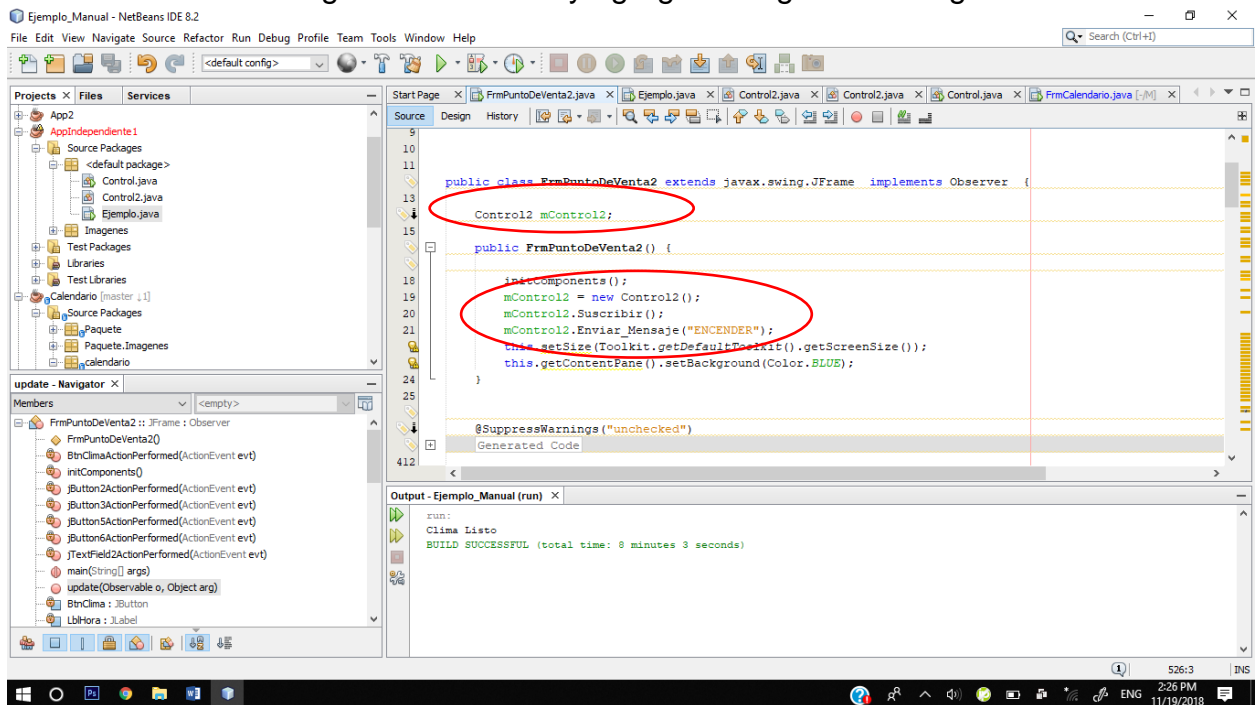 Ejemplo_Manual - NetBeans IDE 8.2
File Edit View Navigate Source Refactor Run Debug Profile Team Tools Window Help
Search (Ctrl+I)
<default config>
Projects × Files Services
App2
AppIndependiente1
Source Packages
<default package>
Control.java
Control2.java
Ejemplo.java
Imagenes
Test Packages
Libraries
Test Libraries
Calendario [master ↓1]
Source Packages
Paquete
Paquete.Imagenes
calendario
update - Navigator ×
Members <empty>
FrmPuntoDeVenta2 :: JFrame : Observer
FrmPuntoDeVenta2()
BtnClimaActionPerformed(ActionEvent evt)
initComponents()
jButton2ActionPerformed(ActionEvent evt)
jButton3ActionPerformed(ActionEvent evt)
jButton5ActionPerformed(ActionEvent evt)
jButton6ActionPerformed(ActionEvent evt)
jTextField2ActionPerformed(ActionEvent evt)
main(String[] args)
update(Observable o, Object arg)
BtnClima : JButton
LblHora : JLabel
Start Page × FrmPuntoDeVenta2.java × Ejemplo.java × Control2.java × Control2.java × Control.java × FrmCalendario.java [-/M] ×
Source Design History
9
10
11
public class FrmPuntoDeVenta2 extends javax.swing.JFrame implements Observer {
13
Control2 mControl2;
15
public FrmPuntoDeVenta2() {
18 initComponents();
19 mControl2 = new Control2();
20 mControl2.Suscribir();
21 mControl2.Enviar_Mensaje("ENCENDER");
this.setSize(Toolkit.getDefaultToolkit().getScreenSize());
this.getContentPane().setBackground(Color.BLUE);
24 }
25
@SuppressWarnings("unchecked")
Generated Code
412
Output - Ejemplo_Manual (run) ×
run:
Clima Listo
BUILD SUCCESSFUL (total time: 8 minutes 3 seconds)
1 526:3 INS
ENG 2:26 PM
11/19/2018